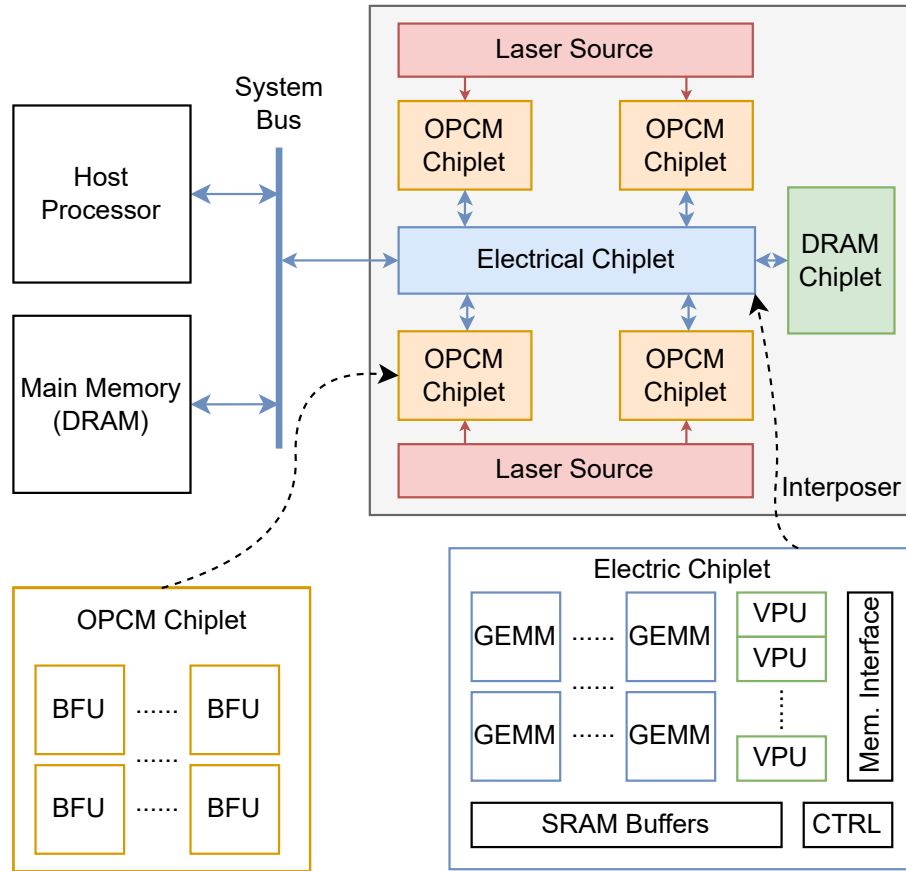 Laser Source
System
Bus
OPCM
Chiplet
OPCM
Chiplet
Host
Processor
Electrical Chiplet
DRAM
Chiplet
Main Memory
(DRAM)
OPCM
Chiplet
OPCM
Chiplet
Laser Source
Interposer
OPCM Chiplet
BFU ...... BFU
......
BFU ...... BFU
Electric Chiplet
GEMM ...... GEMM
......
GEMM ...... GEMM
VPU
VPU
......
VPU
Mem. Interface
SRAM Buffers
CTRL